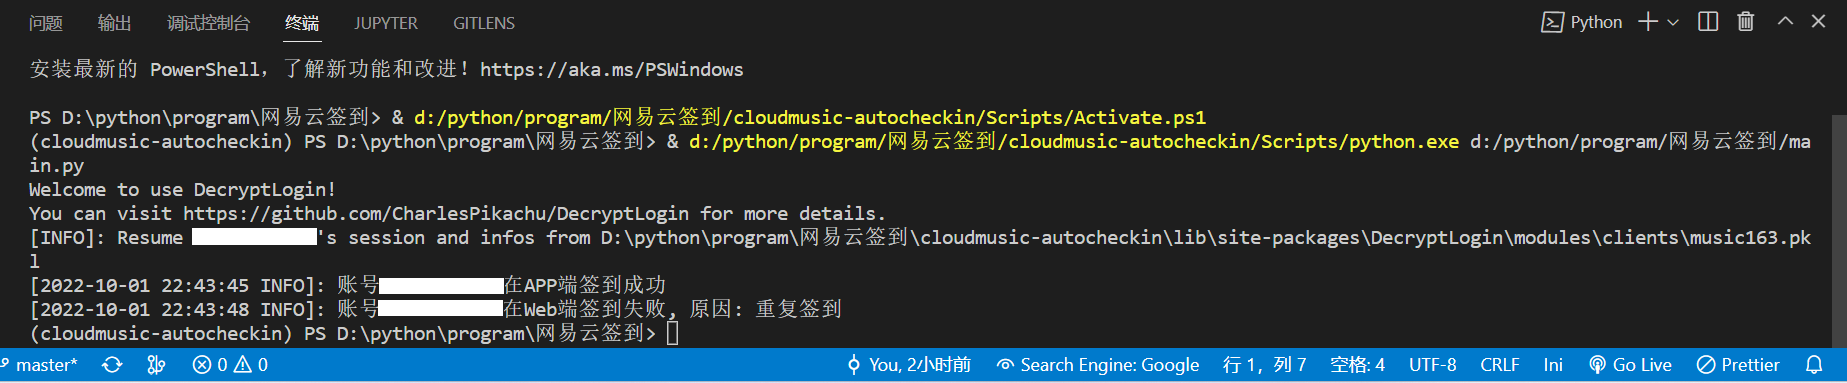 问题 输出 调试控制台 终端 JUPYTER GITLENS Python
安装最新的 PowerShell，了解新功能和改进！https://aka.ms/PSWindows
PS D:\python\program\网易云签到> & d:/python/program/网易云签到/cloudmusic-autocheckin/Scripts/Activate.ps1
(cloudmusic-autocheckin) PS D:\python\program\网易云签到> & d:/python/program/网易云签到/cloudmusic-autocheckin/Scripts/python.exe d:/python/program/网易云签到/ma
in.py
Welcome to use DecryptLogin!
You can visit https://github.com/CharlesPikachu/DecryptLogin for more details.
[INFO]: Resume 's session and infos from D:\python\program\网易云签到\cloudmusic-autocheckin\lib\site-packages\DecryptLogin\modules\clients\music163.pk
l
[2022-10-01 22:43:45 INFO]: 账号在APP端签到成功
[2022-10-01 22:43:48 INFO]: 账号在Web端签到失败, 原因: 重复签到
(cloudmusic-autocheckin) PS D:\python\program\网易云签到>
master* 0 0 You, 2小时前 Search Engine: Google 行 1，列 7 空格: 4 UTF-8 CRLF Ini Go Live Prettier